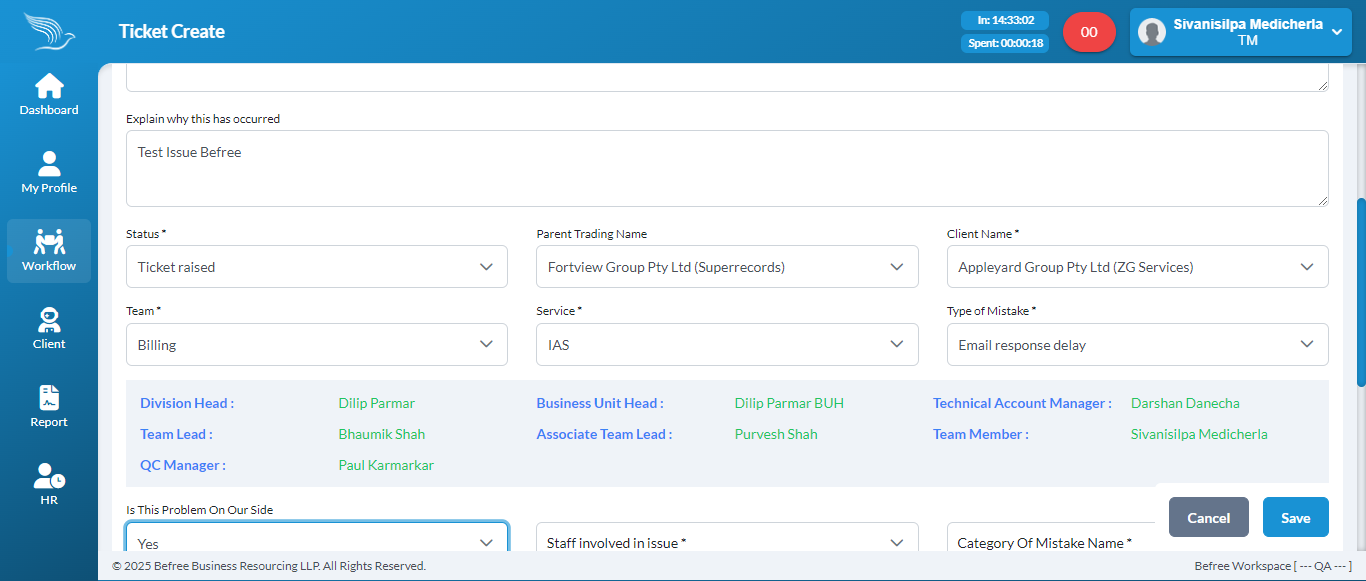 Ticket Create
In: 14:33:02
Spent: 00:00:18
00
Sivanisilpa Medicherla
TM
Dashboard
My Profile
Workflow
Client
Report
HR
Explain why this has occurred
Test Issue Befree
Status * Parent Trading Name Client Name *
Ticket raised Fortview Group Pty Ltd (Superrecords) Appleyard Group Pty Ltd (ZG Services)
Team * Service * Type of Mistake *
Billing IAS Email response delay
Division Head : Dilip Parmar Business Unit Head : Dilip Parmar BUH Technical Account Manager : Darshan Danecha
Team Lead : Bhaumik Shah Associate Team Lead : Purvesh Shah Team Member : Sivanisilpa Medicherla
QC Manager : Paul Karmarkar
Is This Problem On Our Side
Yes Staff involved in issue * Category Of Mistake Name *
Cancel Save
© 2025 Befree Business Resourcing LLP. All Rights Reserved. Befree Workspace [ --- QA --- ]